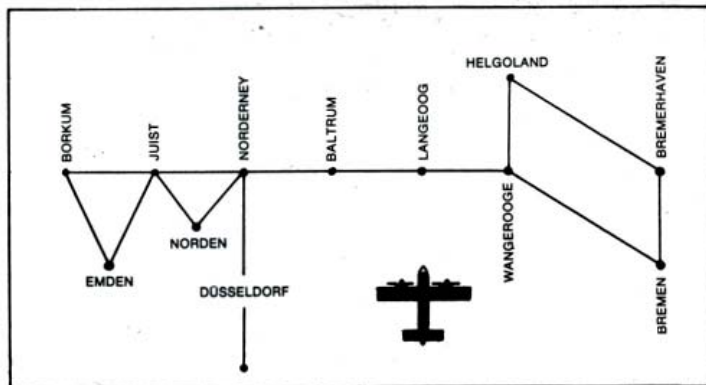 HELGOLAND
BORKUM
JUIST
NORDERNEY
BALTRUM
LANGEOOG
BREMERHAVEN
WANGEROOGE
NORDEN
EMDEN
DÜSSELDORF
BREMEN